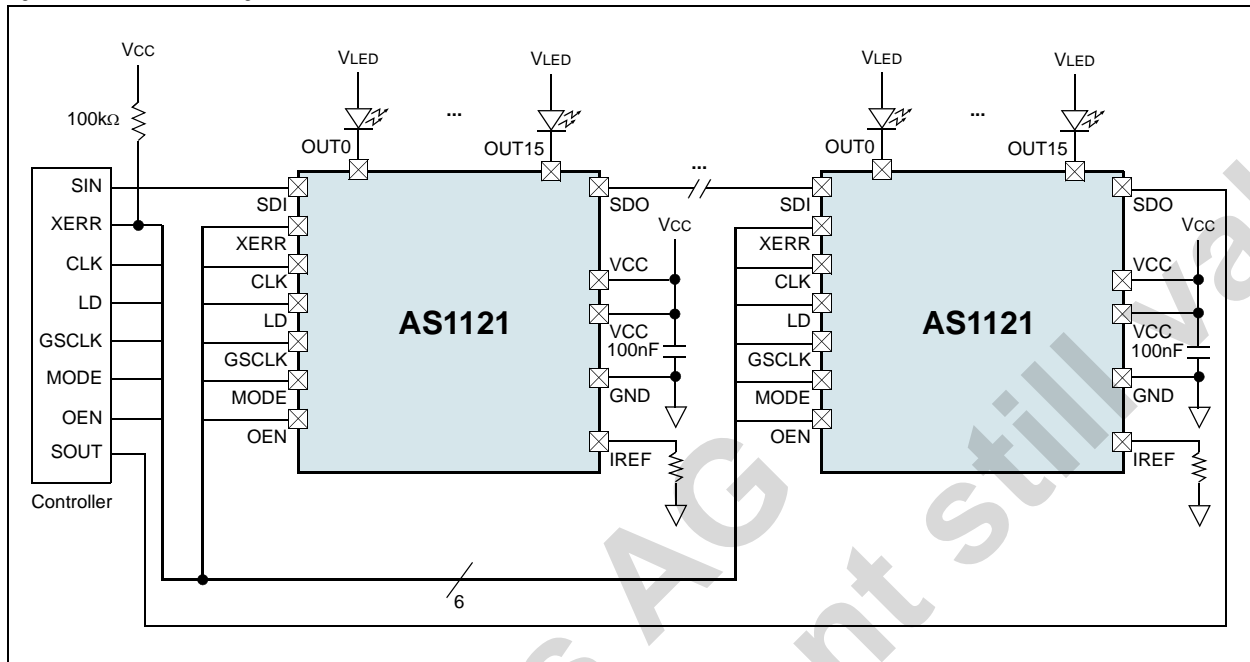 VCC
100kΩ
SIN
XERR
CLK
LD
GSCLK
MODE
OEN
SOUT
Controller
VLED
...
VLED
OUT0
OUT15
SDI
XERR
CLK
LD
GSCLK
MODE
OEN
AS1121
SDO
VCC
VCC
VCC
100nF
GND
IREF
...
VLED
...
VLED
OUT0
OUT15
SDI
XERR
CLK
LD
GSCLK
MODE
OEN
AS1121
SDO
VCC
VCC
VCC
100nF
GND
IREF
6
AG
still